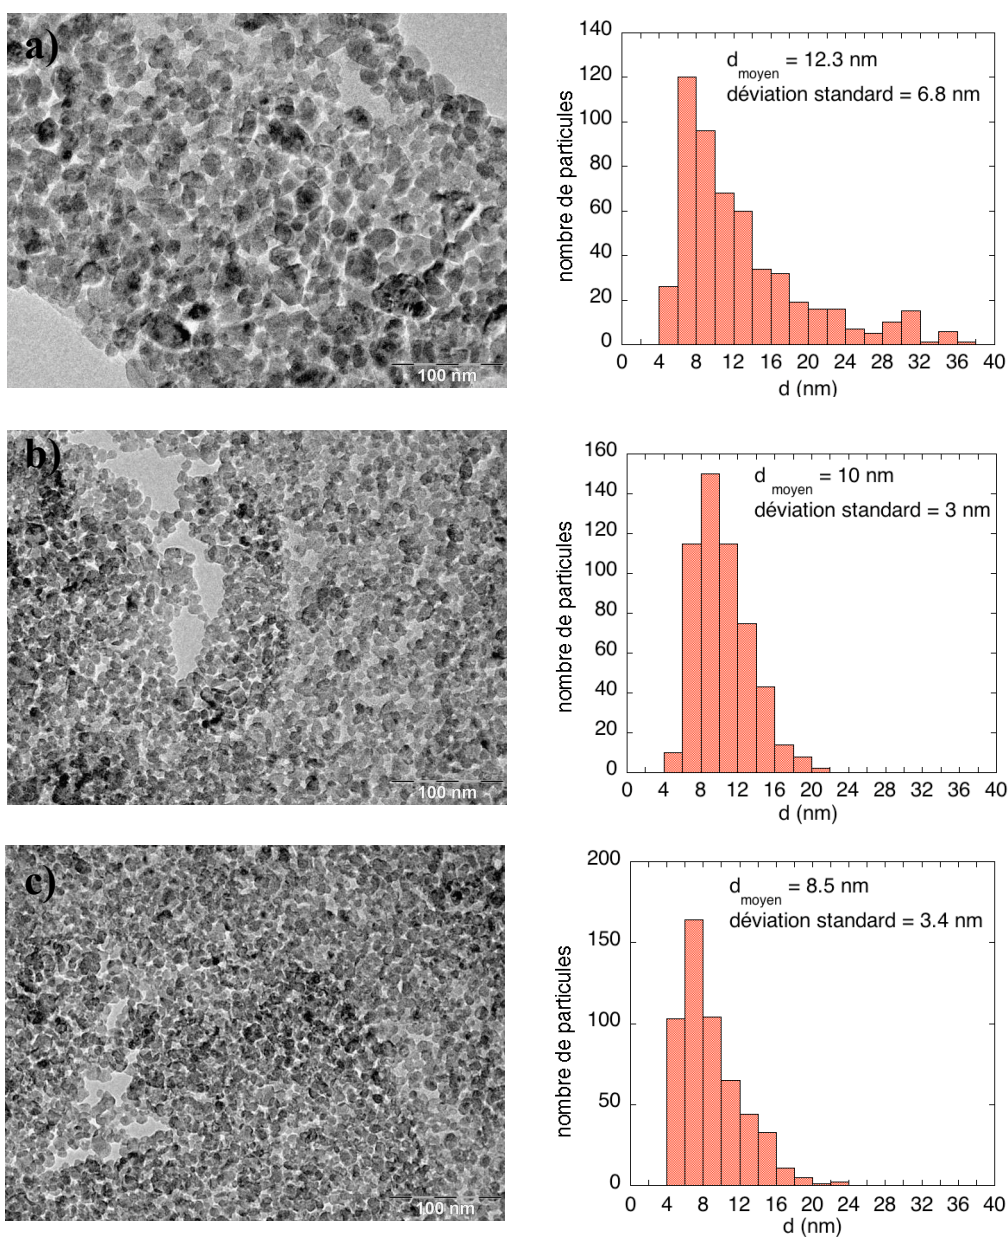 a)
100 nm
140
120
100
80
60
40
20
0
nombre de particules
d moyen = 12.3 nm
déviation standard = 6.8 nm
0 4 8 12 16 20 24 28 32 36 40
d (nm)
b)
100 nm
160
140
120
100
80
60
40
20
0
nombre de particules
d moyen = 10 nm
déviation standard = 3 nm
0 4 8 12 16 20 24 28 32 36 40
d (nm)
c)
100 nm
200
150
100
50
0
nombre de particules
d moyen = 8.5 nm
déviation standard = 3.4 nm
0 4 8 12 16 20 24 28 32 36 40
d (nm)